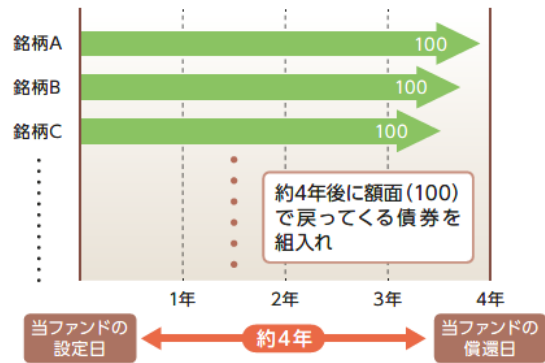 銘柄A
100
銘柄B
100
銘柄C
100
約4年後に額面(100)
で戻ってくる債券を
組入れ
1年
2年
3年
4年
当ファンドの
設定日
約4年
当ファンドの
償還日